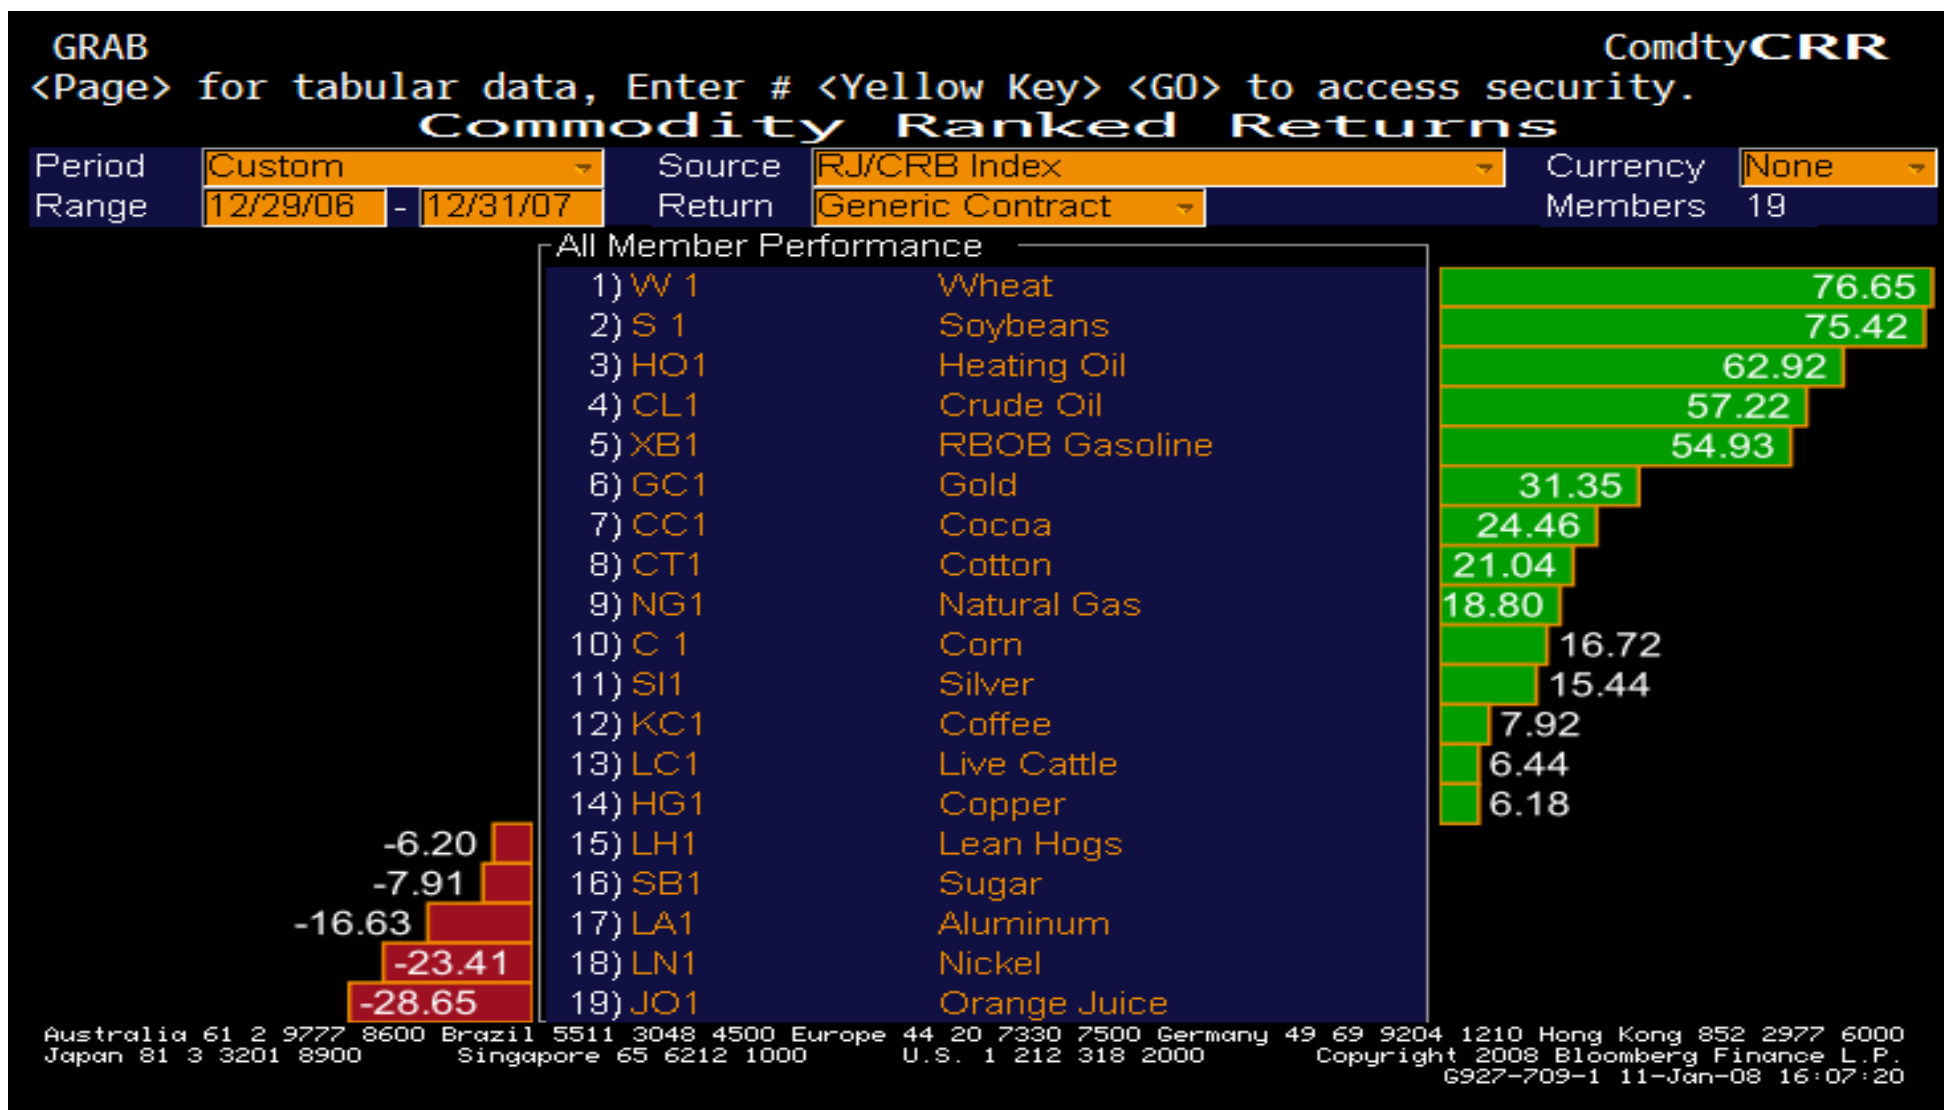 GRAB ComdtyCRR
<Page> for tabular data, Enter # <Yellow Key> <GO> to access security.
Commodity Ranked Returns
Period Custom Source RJ/CRB Index Currency None
Range 12/29/06 - 12/31/07 Return Generic Contract Members 19
All Member Performance
1) W 1 Wheat 76.65
2) S 1 Soybeans 75.42
3) HO1 Heating Oil 62.92
4) CL1 Crude Oil 57.22
5) XB1 RBOB Gasoline 54.93
6) GC1 Gold 31.35
7) CC1 Cocoa 24.46
8) CT1 Cotton 21.04
9) NG1 Natural Gas 18.80
10) C 1 Corn 16.72
11) SI1 Silver 15.44
12) KC1 Coffee 7.92
13) LC1 Live Cattle 6.44
14) HG1 Copper 6.18
-6.20 15) LH1 Lean Hogs
-7.91 16) SB1 Sugar
-16.63 17) LA1 Aluminum
-23.41 18) LN1 Nickel
-28.65 19) JO1 Orange Juice
Australia 61 2 9777 8600 Brazil 5511 3048 4500 Europe 44 20 7330 7500 Germany 49 69 9204 1210 Hong Kong 852 2977 6000
Japan 81 3 3201 8900 Singapore 65 6212 1000 U.S. 1 212 318 2000 Copyright 2008 Bloomberg Finance L.P.
G927-709-1 11-Jan-08 16:07:20